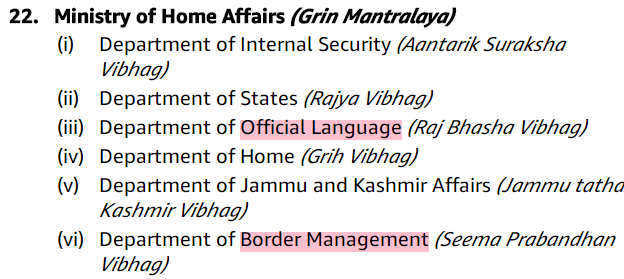 22. Ministry of Home Affairs (Grin Mantralaya)
(i) Department of Internal Security (Aantarik Suraksha
Vibhag)
(ii) Department of States (Rajya Vibhag)
(iii) Department of Official Language (Raj Bhasha Vibhag)
(iv) Department of Home (Grih Vibhag)
(v) Department of Jammu and Kashmir Affairs (Jammu tatha
Kashmir Vibhag)
(vi) Department of Border Management (Seema Prabandhan
Vibhag)